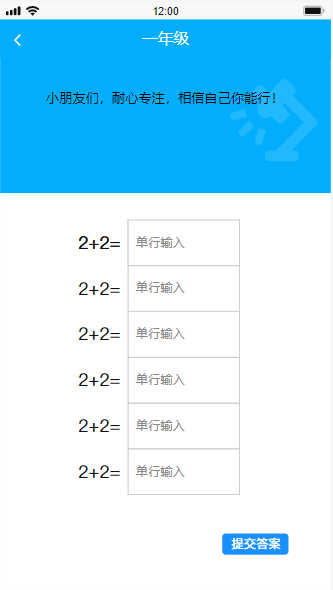 12:00
一年级
小朋友们，耐心专注，相信自己你能行！
2+2= 单行输入
2+2= 单行输入
2+2= 单行输入
2+2= 单行输入
2+2= 单行输入
2+2= 单行输入
提交答案